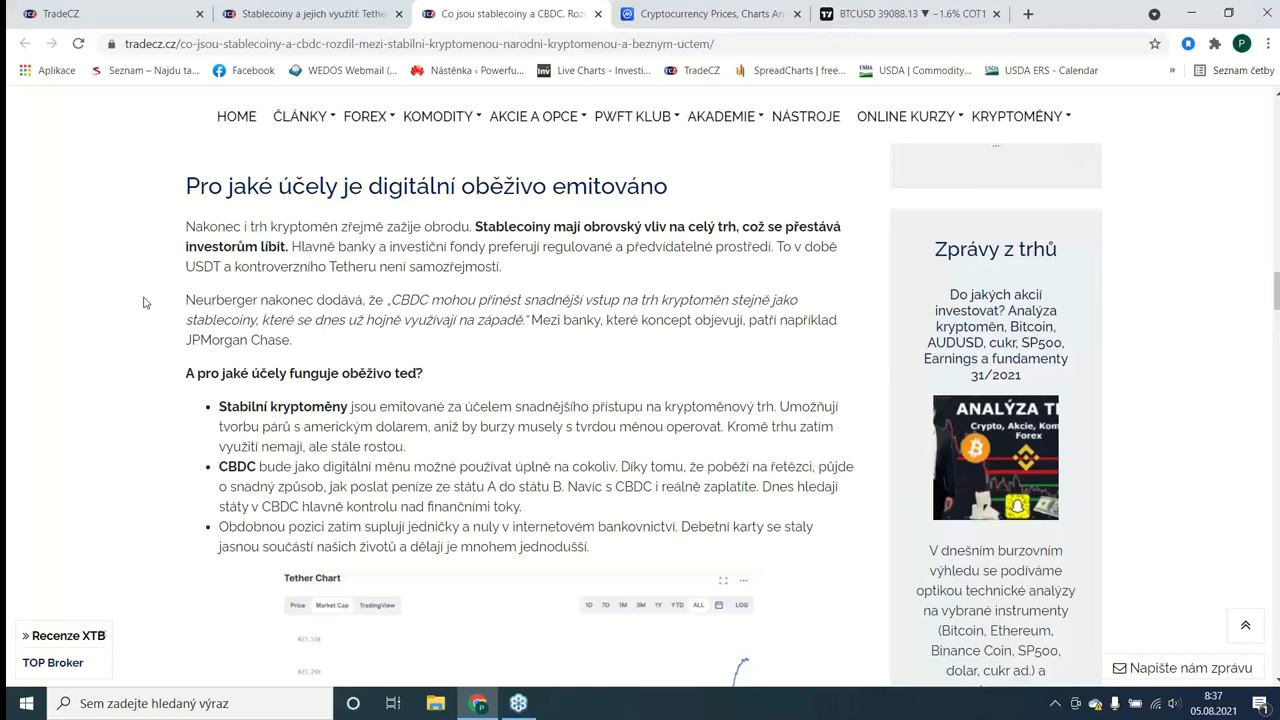 TradeCZ
Stablecoiny s výhledy: Tether
Co jsou stablecoiny a CBDC. Roz
Cryptocurrency Prices, Charts An
BTCUSD 39088.13 ▼ −1.6% COT1
tradecz.cz/co-jsou-stablecoiny-a-cbdc-rozdil-mezi-stabilni-kryptomenou-narodni-kryptomenou-a-beznym-uctem/
P
Aplikace
Seznam – Najdu ta...
Facebook
WEDOS Webmail (...
Nástěnka ‹ Powerfu...
Live Charts - Investi...
TradeCZ
SpreadCharts | free...
USDA | Commodity...
USDA ERS - Calendar
»
Seznam četby
HOME ČLÁNKY FOREX KOMODITY AKCIE A OPCE PWFT KLUB AKADEMIE NÁSTROJE ONLINE KURZY KRYPTOMĚNY
...
Pro jaké účely je digitální oběživo emitováno
Nakonec i trh kryptoměn zřejmě zažije obrodu. Stablecoiny mají obrovský vliv na celý trh, což se přestává
investorům líbit. Hlavně banky a investiční fondy preferují regulované a předvídatelné prostředí. To v době
USDT a kontroverzního Tetheru není samozřejmostí.
Neurberger nakonec dodává, že „CBDC mohou přinést snadnější vstup na trh kryptoměn stejně jako
stablecoiny, které se dnes už hojně využívají na západě.“ Mezi banky, které koncept objevují, patří například
JPMorgan Chase.
A pro jaké účely funguje oběživo teď?
• Stabilní kryptoměny jsou emitované za účelem snadnějšího přístupu na kryptoměnový trh. Umožňují
tvorbu párů s americkým dolarem, aniž by burzy musely s tvrdou měnou operovat. Kromě trhu zatím
využití nemají, ale stále rostou.
• CBDC bude jako digitální měnu možné používat úplně na cokoliv. Díky tomu, že poběží na řetězci, půjde
o snadný způsob, jak poslat peníze ze státu A do státu B. Navíc s CBDC i reálně zaplatíte. Dnes hledají
státy v CBDC hlavně kontrolu nad finančními toky.
• Obdobnou pozici zatím suplují jedničky a nuly v internetovém bankovnictví. Debetní karty se staly
jasnou součástí našich životů a dělají je mnohem jednodušší.
Tether Chart
Price Market Cap TradingView
1D 7D 1M 3M 1Y YTD ALL LOG
Zprávy z trhů
Do jakých akcií
investovat? Analýza
kryptoměn, Bitcoin,
AUDUSD, cukr, SP500,
Earnings a fundamenty
31/2021
ANALÝZA T
Crypto, Akcie, Kom
Forex
V dnešním burzovním
výhledu se podíváme
optikou technické analýzy
na vybrané instrumenty
(Bitcoin, Ethereum,
Binance Coin, SP500,
dolar, cukr ad.) a
» Recenze XTB
TOP Broker
Napište nám zprávu
Sem zadejte hledaný výraz
8:37
05.08.2021